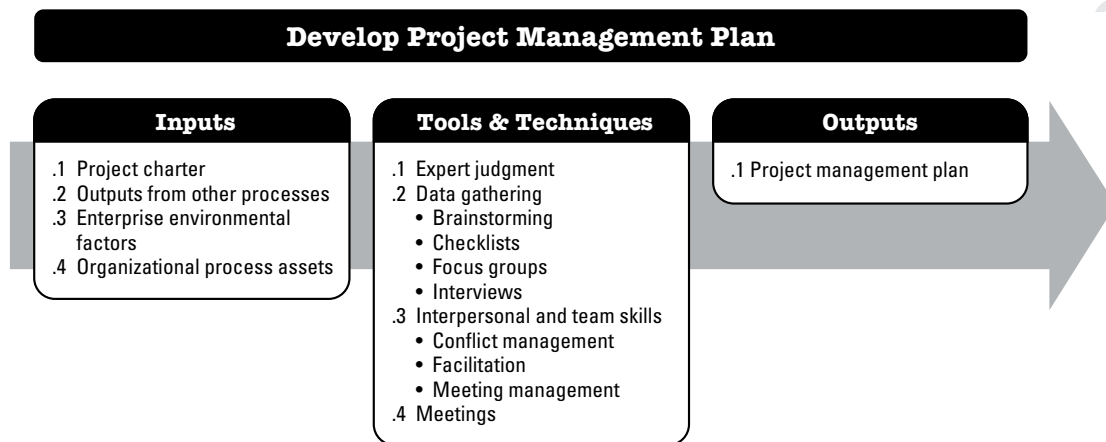 Develop Project Management Plan
Inputs
.1 Project charter
.2 Outputs from other processes
.3 Enterprise environmental
factors
.4 Organizational process assets
Tools & Techniques
.1 Expert judgment
.2 Data gathering
• Brainstorming
• Checklists
• Focus groups
• Interviews
.3 Interpersonal and team skills
• Conflict management
• Facilitation
• Meeting management
.4 Meetings
Outputs
.1 Project management plan